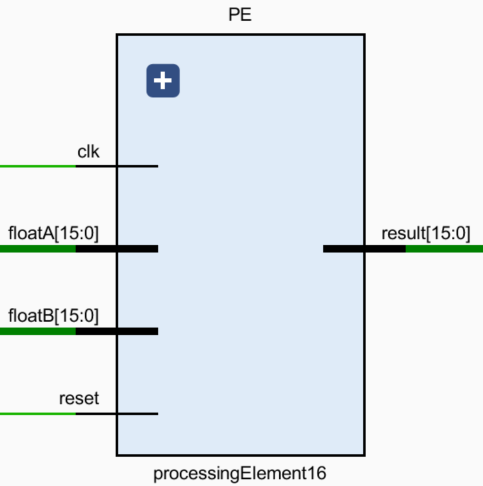 PE
clk
floatA[15:0]
result[15:0]
floatB[15:0]
reset
processingElement16